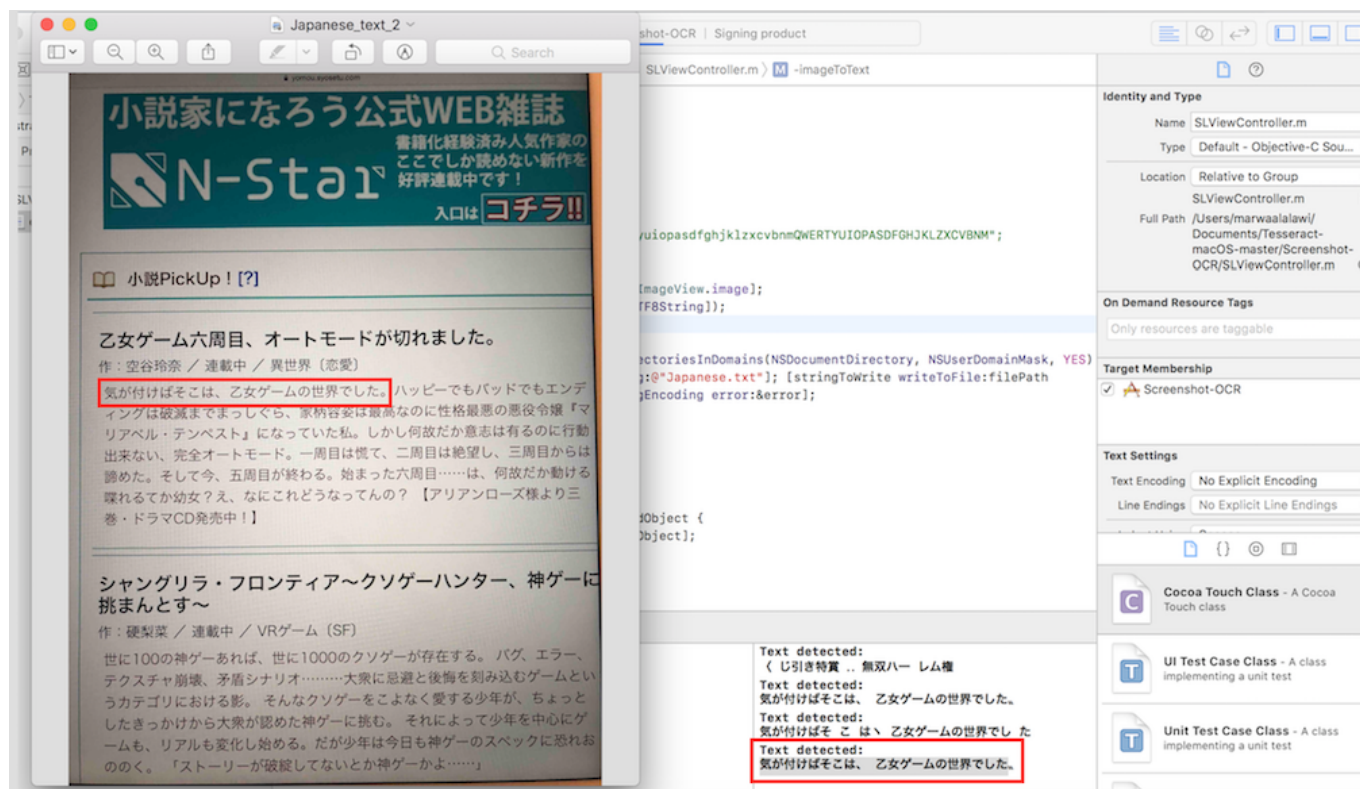 Japanese_text_2
Search
shot-OCR | Signing product
SLViewController.m
M -imageToText
yomou.syosetu.com
小説家になろう公式WEB雑誌
N-Star
書籍化経験済み人気作家の
ここでしか読めない新作を
好評連載中です！
入口は コチラ!!
小説PickUp！[?]
乙女ゲーム六周目、オートモードが切れました。
作：空谷玲奈 ／ 連載中 ／ 異世界〔恋愛〕
気が付けばそこは、乙女ゲームの世界でした。ハッピーでもバッドでもエンデ
ィングは破滅までまっしぐら、家柄容姿は最高なのに性格最悪の悪役令嬢『マ
リアベル・テンペスト』になっていた私。しかし何故だか意志は有るのに行動
出来ない、完全オートモード。一周目は慌て、二周目は絶望し、三周目からは
諦めた。そして今、五周目が終わる。始まった六周目……は、何故だか動ける
喋れるてか幼女？え、なにこれどうなってんの？ 【アリアンローズ様より三
巻・ドラマCD発売中！】
シャングリラ・フロンティア～クソゲーハンター、神ゲーに
挑まんとす～
作：硬梨菜 ／ 連載中 ／ VRゲーム〔SF〕
世に100の神ゲーあれば、世に1000のクソゲーが存在する。 バグ、エラー、
テクスチャ崩壊、矛盾シナリオ………大衆に忌避と後悔を刻み込むゲームとい
うカテゴリにおける影。 そんなクソゲーをこよなく愛する少年が、ちょっと
したきっかけから大衆が認めた神ゲーに挑む。 それによって少年を中心にゲ
ームも、リアルも変化し始める。だが少年は今日も神ゲーのスペックに恐れお
ののく。 「ストーリーが破綻してないとか神ゲーかよ……」
yuiopasdfghjklzxcvbnmQWERTYUIOPASDFGHJKLZXCVBNM";
ImageView.image];
TF8String]);
ectoriesInDomains(NSDocumentDirectory, NSUserDomainMask, YES)
g:@"Japanese.txt"]; [stringToWrite writeToFile:filePath
gEncoding error:&error];
dObject {
Object];
Text detected:
く じ引き特賞 .. 無双ハー レム権
Text detected:
気が付けばそこは、 乙女ゲームの世界でした。
Text detected:
気が付けばそ こ はヽ 乙女ゲームの世界でし た
Text detected:
気が付けばそこは、 乙女ゲームの世界でした。
Identity and Type
Name SLViewController.m
Type Default - Objective-C Sou...
Location Relative to Group
SLViewController.m
Full Path /Users/marwaalalawi/
Documents/Tesseract-
macOS-master/Screenshot-
OCR/SLViewController.m
On Demand Resource Tags
Only resources are taggable
Target Membership
Screenshot-OCR
Text Settings
Text Encoding No Explicit Encoding
Line Endings No Explicit Line Endings
C Cocoa Touch Class - A Cocoa
Touch class
T UI Test Case Class - A class
implementing a unit test
T Unit Test Case Class - A class
implementing a unit test